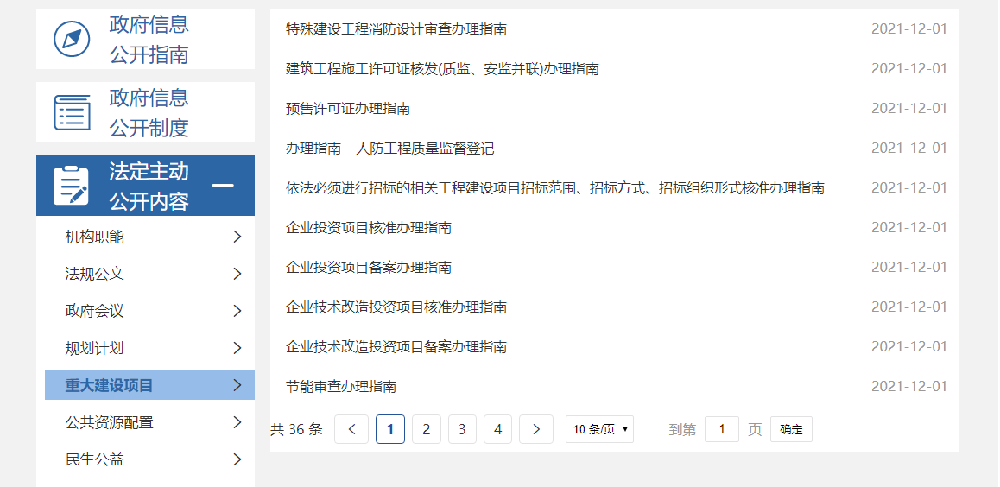 政府信息
公开指南
政府信息
公开制度
法定主动
公开内容
机构职能
法规公文
政府会议
规划计划
重大建设项目
公共资源配置
民生公益
特殊建设工程消防设计审查办理指南 2021-12-01
建筑工程施工许可证核发(质监、安监并联)办理指南 2021-12-01
预售许可证办理指南 2021-12-01
办理指南—人防工程质量监督登记 2021-12-01
依法必须进行招标的相关工程建设项目招标范围、招标方式、招标组织形式核准办理指南 2021-12-01
企业投资项目核准办理指南 2021-12-01
企业投资项目备案办理指南 2021-12-01
企业技术改造投资项目核准办理指南 2021-12-01
企业技术改造投资项目备案办理指南 2021-12-01
节能审查办理指南 2021-12-01
共 36 条 1 2 3 4 10 条/页 到第 1 页 确定